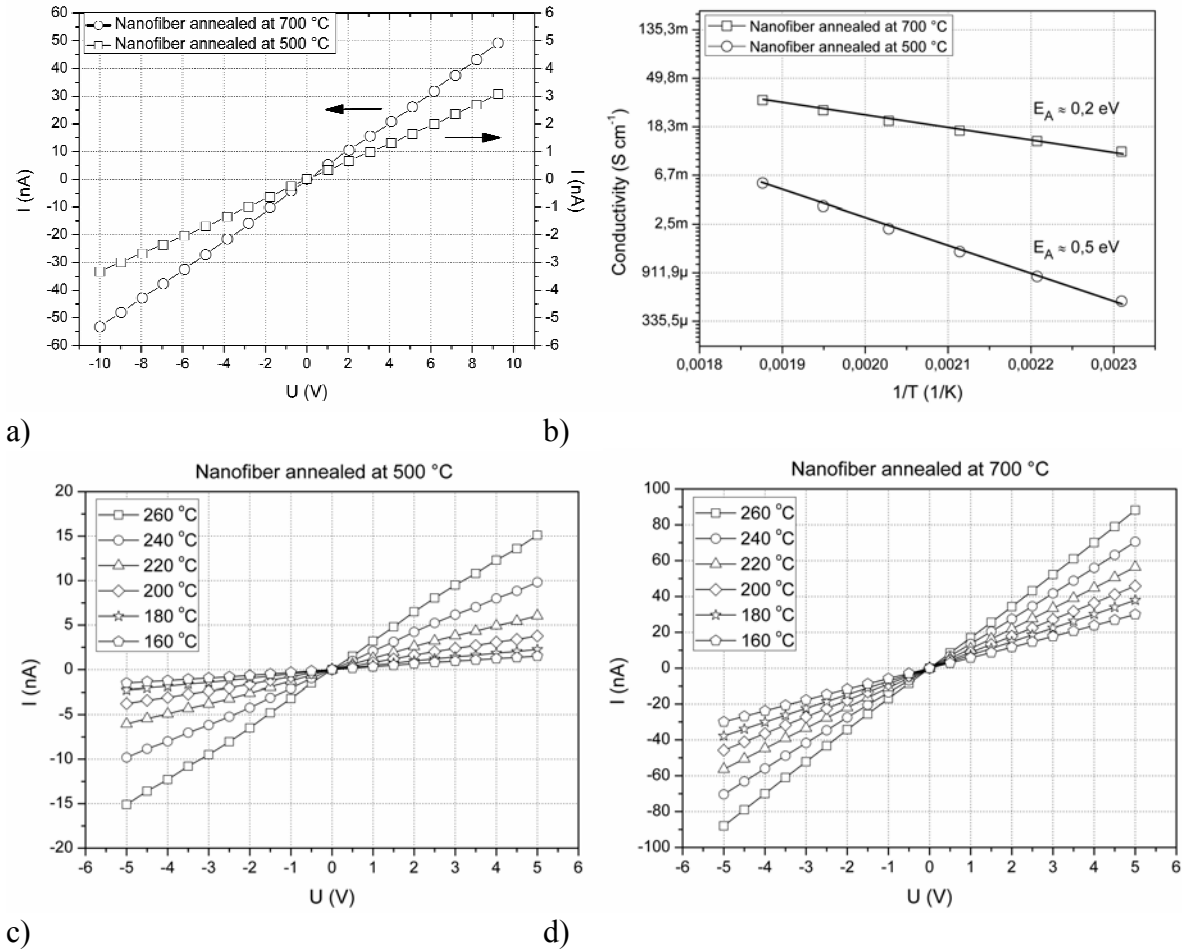 Nanofiber annealed at 700 °C
Nanofiber annealed at 500 °C
60
50
40
30
20
10
0
-10
-20
-30
-40
-50
-60
I (nA)
6
5
4
3
2
1
0
-1
-2
-3
-4
-5
-6
I (nA)
-10 -8 -6 -4 -2 0 2 4 6 8 10
U (V)
a)
Nanofiber annealed at 700 °C
Nanofiber annealed at 500 °C
135,3m
49,8m
18,3m
6,7m
2,5m
911,9µ
335,5µ
Conductivity (S cm⁻¹)
E_A ≈ 0,2 eV
E_A ≈ 0,5 eV
0,0018 0,0019 0,0020 0,0021 0,0022 0,0023
1/T (1/K)
b)
Nanofiber annealed at 500 °C
260 °C
240 °C
220 °C
200 °C
180 °C
160 °C
20
15
10
5
0
-5
-10
-15
-20
I (nA)
-6 -5 -4 -3 -2 -1 0 1 2 3 4 5 6
U (V)
c)
Nanofiber annealed at 700 °C
260 °C
240 °C
220 °C
200 °C
180 °C
160 °C
100
80
60
40
20
0
-20
-40
-60
-80
-100
I (nA)
-6 -5 -4 -3 -2 -1 0 1 2 3 4 5 6
U (V)
d)